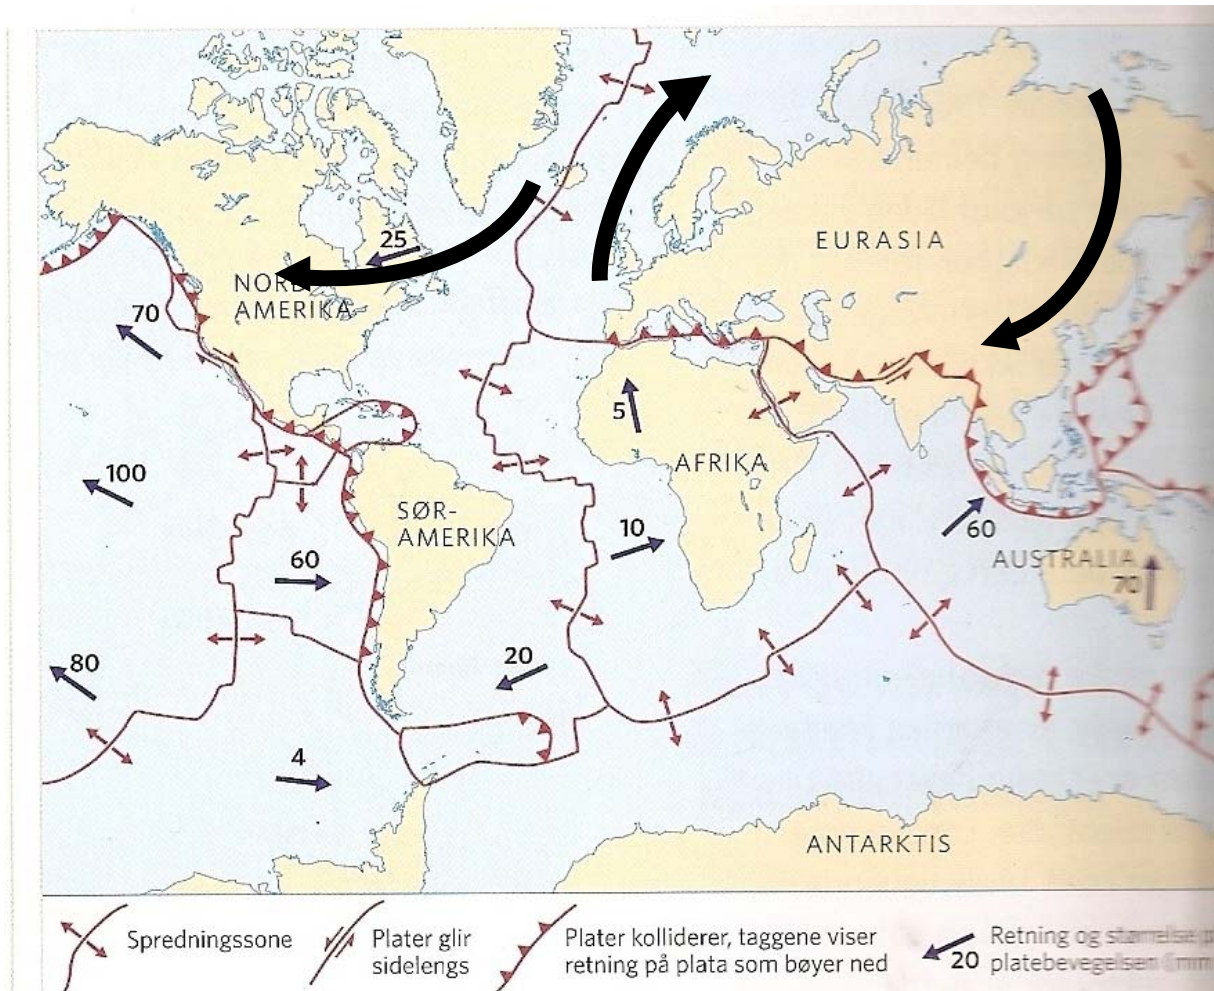 25
EURASIA
NORD-
AMERIKA
70
5
AFRIKA
100
SØR-
AMERIKA
10
60
60
AUSTRALIA
70
80
20
4
ANTARKTIS
Spredningssone
Plater glir
sidelengs
Plater kolliderer, taggene viser
retning på plata som bøyer ned
Retning og størrelse
20 platebevegelsen